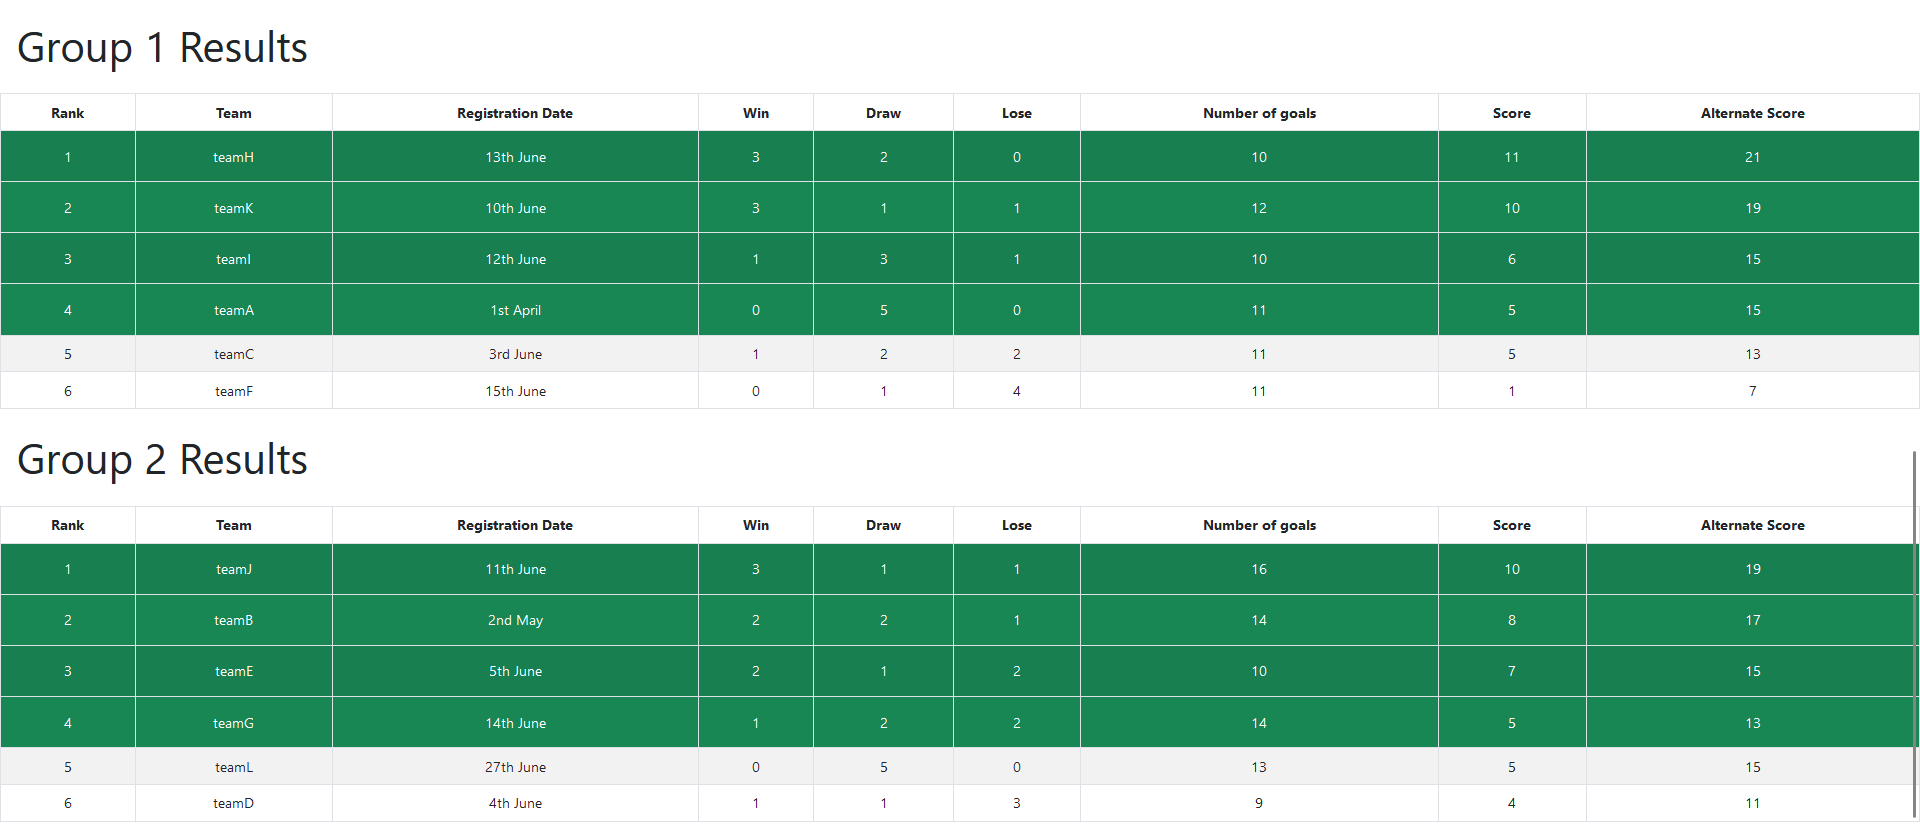 Group 1 Results
Rank Team Registration Date Win Draw Lose Number of goals Score Alternate Score
1 teamH 13th June 3 2 0 10 11 21
2 teamK 10th June 3 1 1 12 10 19
3 teamI 12th June 1 3 1 10 6 15
4 teamA 1st April 0 5 0 11 5 15
5 teamC 3rd June 1 2 2 11 5 13
6 teamF 15th June 0 1 4 11 1 7
Group 2 Results
Rank Team Registration Date Win Draw Lose Number of goals Score Alternate Score
1 teamJ 11th June 3 1 1 16 10 19
2 teamB 2nd May 2 2 1 14 8 17
3 teamE 5th June 2 1 2 10 7 15
4 teamG 14th June 1 2 2 14 5 13
5 teamL 27th June 0 5 0 13 5 15
6 teamD 4th June 1 1 3 9 4 11